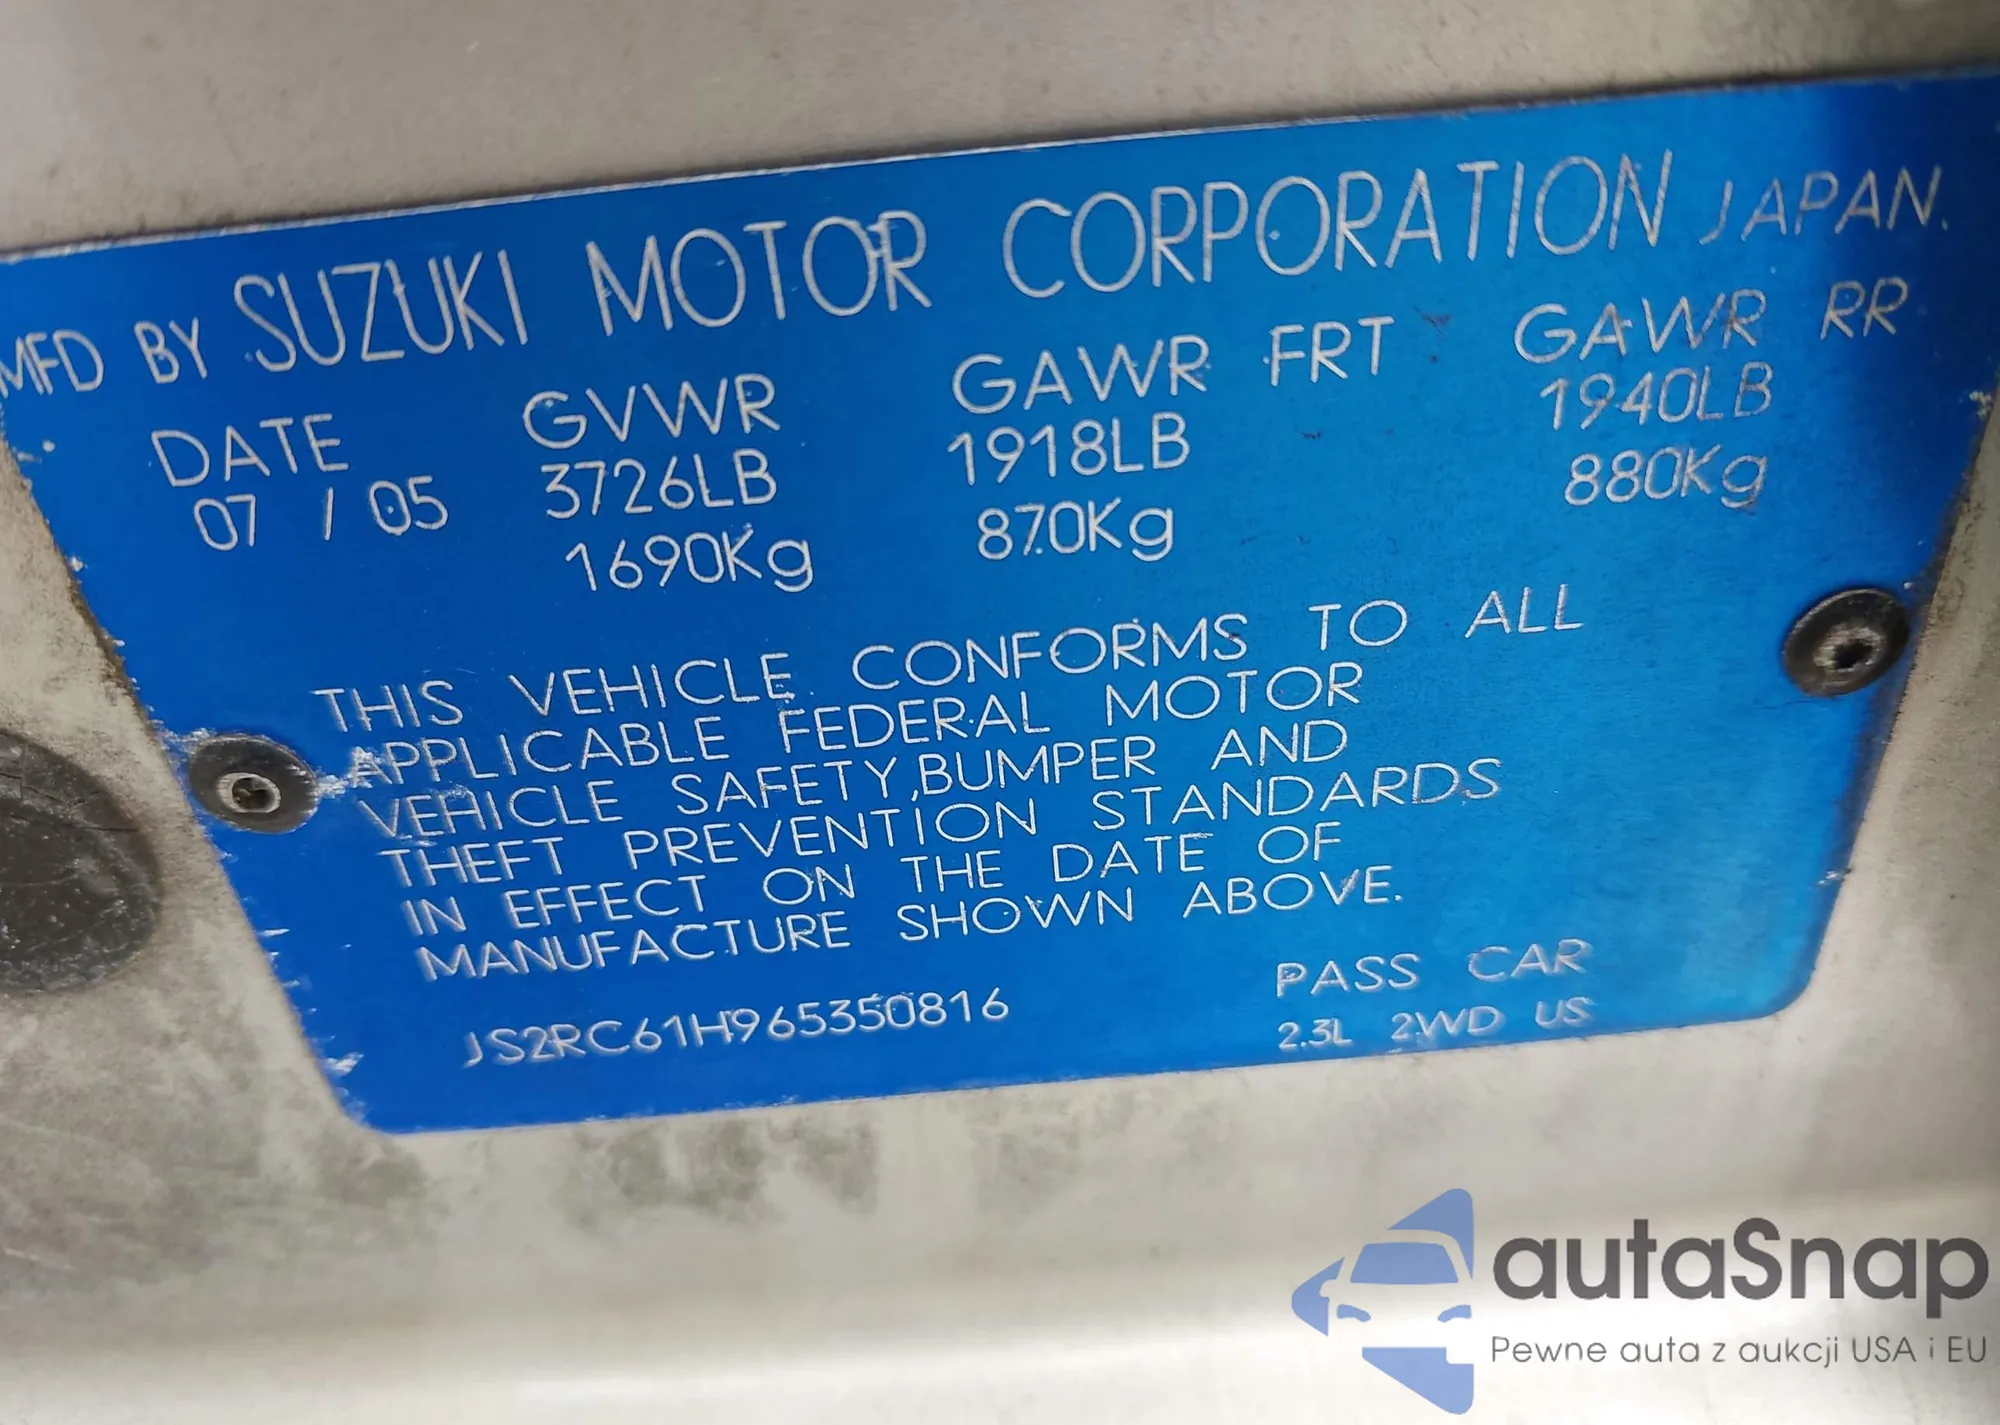 MFD BY SUZUKI MOTOR CORPORATION JAPAN.
DATE GVWR GAWR FRT GAWR RR
07 / 05 3726LB 1918LB 1940LB
1690Kg 870Kg 880Kg
THIS VEHICLE CONFORMS TO ALL
APPLICABLE FEDERAL MOTOR
VEHICLE SAFETY,BUMPER AND
THEFT PREVENTION STANDARDS
IN EFFECT ON THE DATE OF
MANUFACTURE SHOWN ABOVE.
JS2RC61H965350816 PASS CAR
2.3L 2WD US
autaSnap
Pewne auta z aukcji USA i EU